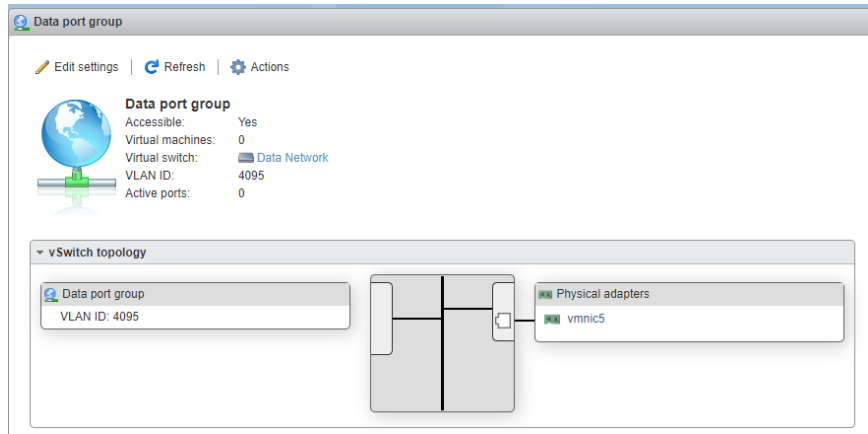 Data port group
Edit settings Refresh Actions
Data port group
Accessible: Yes
Virtual machines: 0
Virtual switch: Data Network
VLAN ID: 4095
Active ports: 0
vSwitch topology
Data port group
VLAN ID: 4095
Physical adapters
vmnic5